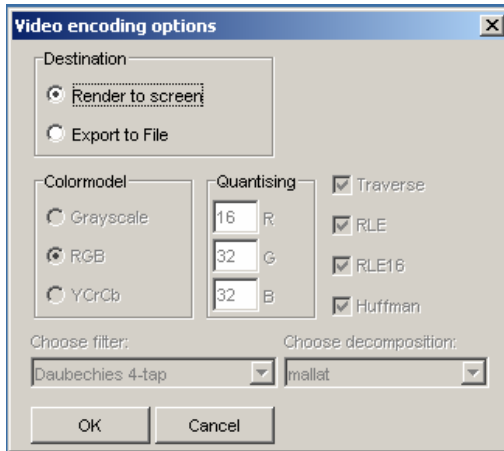 Video encoding options
Destination
Render to screen
Export to File
Colormodel
Grayscale
RGB
YCrCb
Quantising
16 R
32 G
32 B
Traverse
RLE
RLE16
Huffman
Choose filter:
Daubechies 4-tap
Choose decomposition:
mallat
OK
Cancel